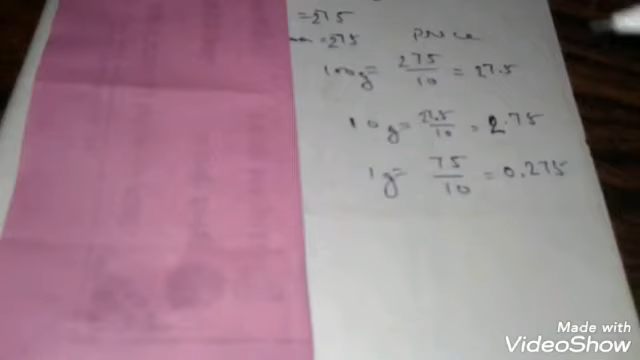 =275
= 275 Price
100g= 275/10 = 27.5
10g= 27.5/10 = 2.75
1g= 75/10 = 0.275
Made with
VideoShow